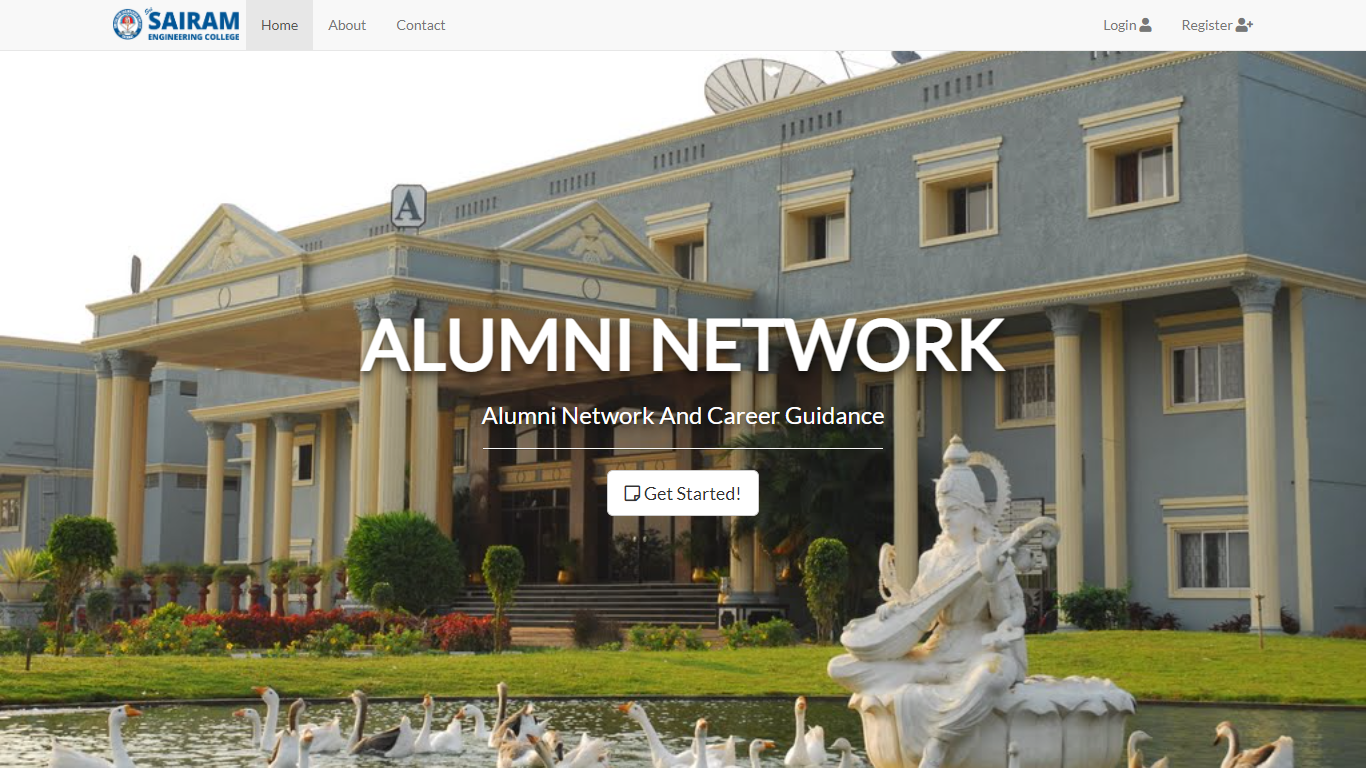 Sri
SAIRAM
ENGINEERING COLLEGE
Home
About
Contact
Login
Register
A
ALUMNI NETWORK
Alumni Network And Career Guidance
Get Started!